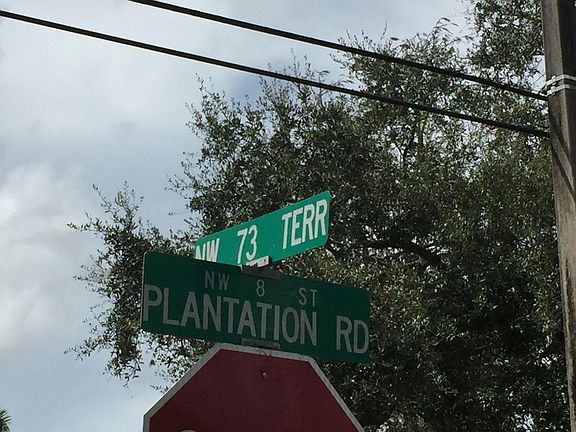 NW 73 TERR
NW 8 ST
PLANTATION RD